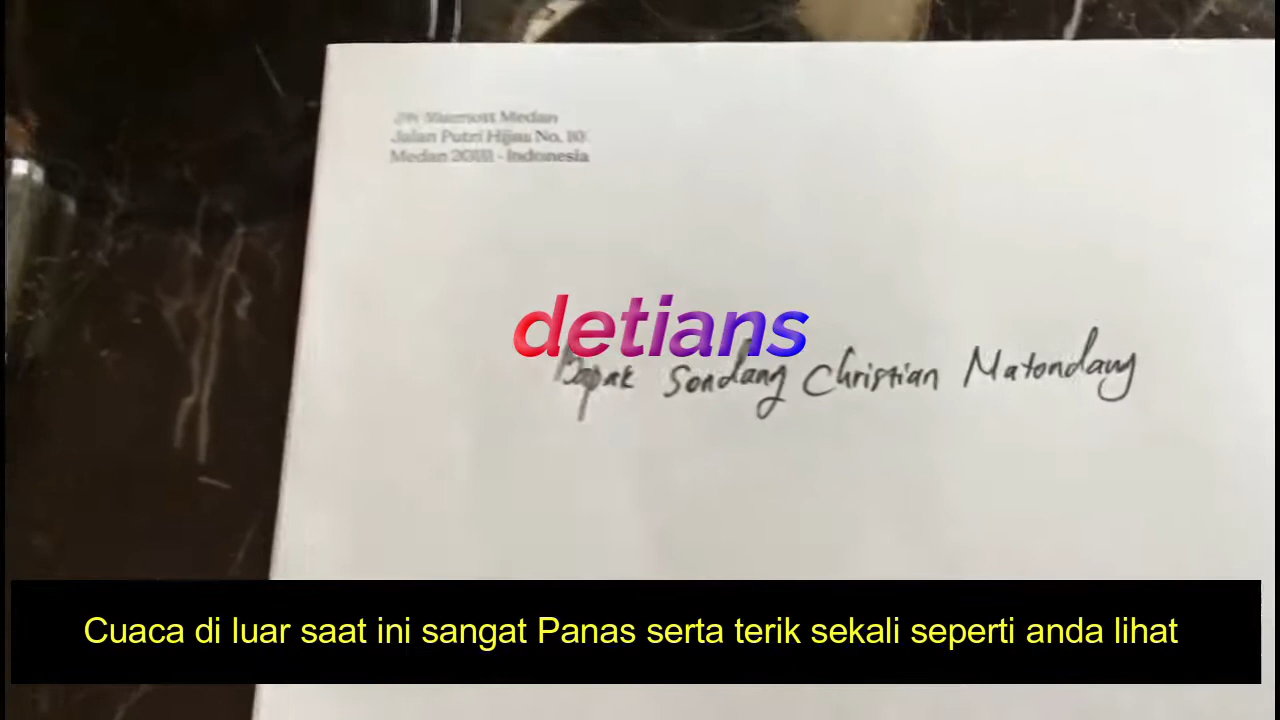 JW Marriott Medan
Jalan Putri Hijau No. 10
Medan 20111 - Indonesia
detians
Bapak Sondang Christian Matondang
Cuaca di luar saat ini sangat Panas serta terik sekali seperti anda lihat